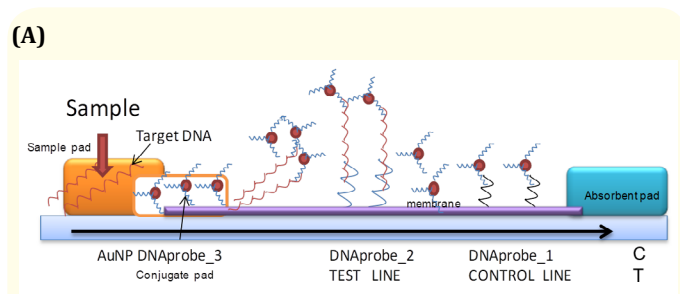 (A)
Sample
Target DNA
Sample pad
Absorbent pad
membrane
AuNP DNAprobe_3
Conjugate pad
DNAprobe_2
TEST LINE
DNAprobe_1
CONTROL LINE
C
T